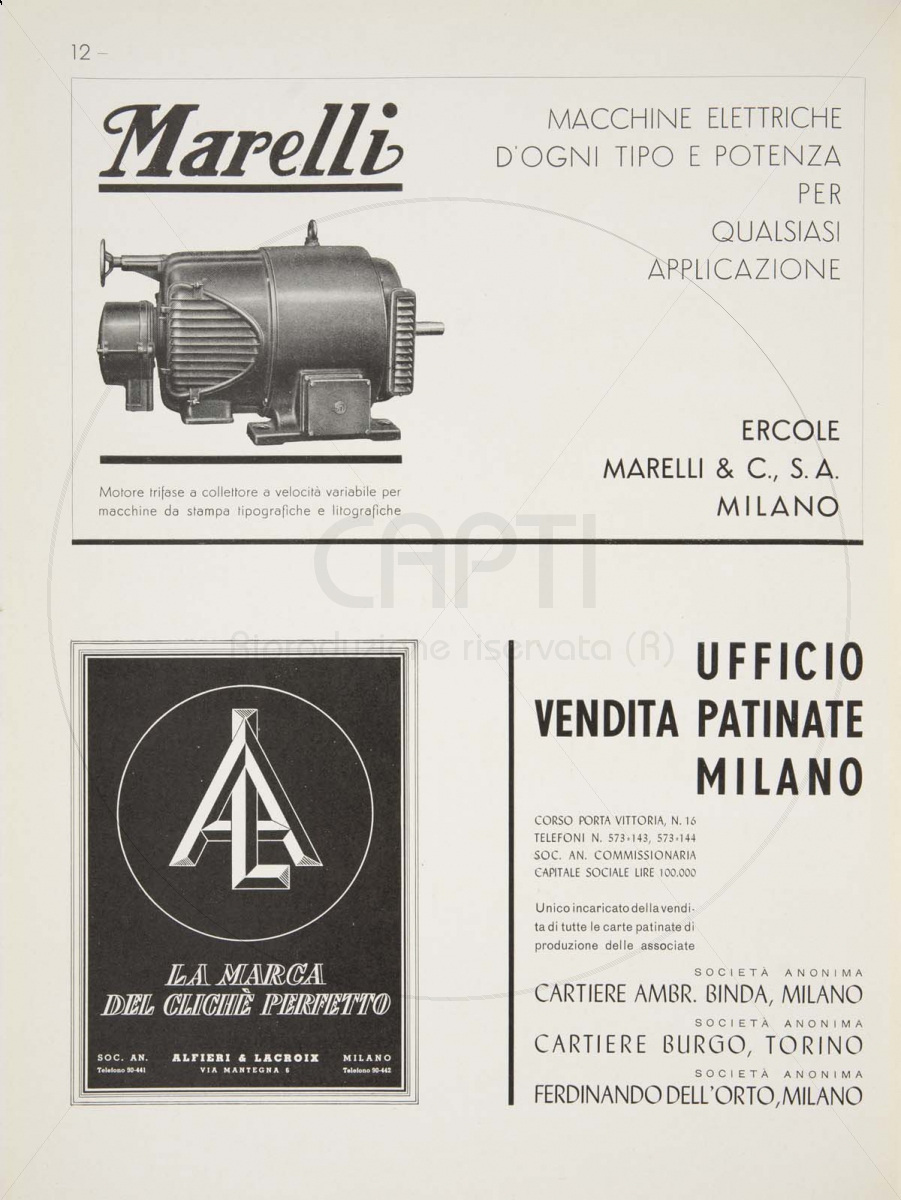 12 –
Marelli
MACCHINE ELETTRICHE
D'OGNI TIPO E POTENZA
PER
QUALSIASI
APPLICAZIONE
ERCOLE
MARELLI & C., S. A.
MILANO
Motore trifase a collettore a velocità variabile per
macchine da stampa tipografiche e litografiche
CAPTI
Riproduzione riservata (R)
AL
LA MARCA
DEL CLICHÈ PERFETTO
SOC. AN. ALFIERI & LACROIX MILANO
Telefono 90-441 VIA MANTEGNA 6 Telefono 90-442
UFFICIO
VENDITA PATINATE
MILANO
CORSO PORTA VITTORIA, N. 16
TELEFONI N. 573-143, 573-144
SOC. AN. COMMISSIONARIA
CAPITALE SOCIALE LIRE 100.000
Unico incaricato della vendi-
ta di tutte le carte patinate di
produzione delle associate
SOCIETÀ ANONIMA
CARTIERE AMBR. BINDA, MILANO
SOCIETÀ ANONIMA
CARTIERE BURGO, TORINO
SOCIETÀ ANONIMA
FERDINANDO DELL'ORTO, MILANO